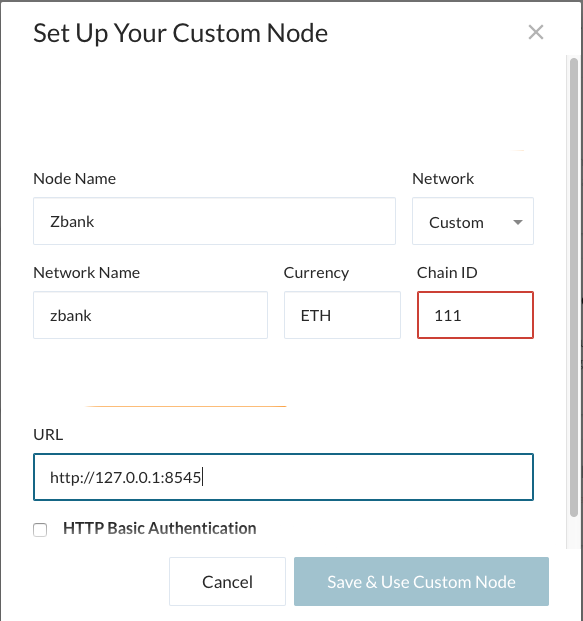 Set Up Your Custom Node
Node Name
Network
Zbank
Custom
Network Name
Currency
Chain ID
zbank
ETH
111
URL
http://127.0.0.1:8545
HTTP Basic Authentication
Cancel
Save & Use Custom Node